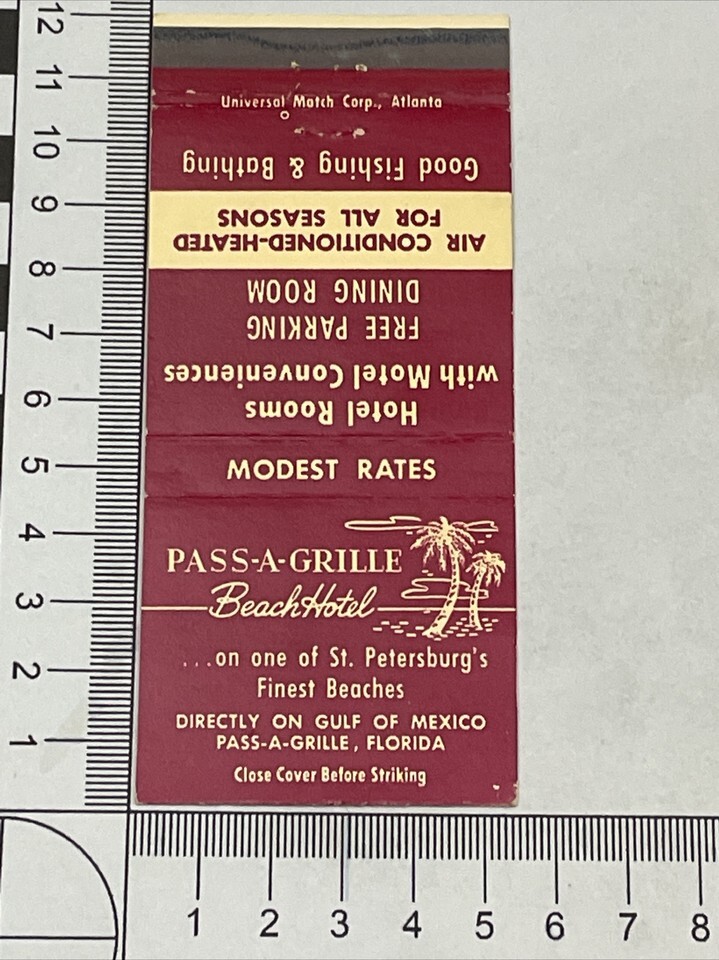 Universal Match Corp., Atlanta
Good Fishing & Bathing
AIR CONDITIONED-HEATED
FOR ALL SEASONS
DINING ROOM
FREE PARKING
Hotel Rooms
with Motel Conveniences
MODEST RATES
PASS-A-GRILLE
Beach Hotel
...on one of St. Petersburg's
Finest Beaches
DIRECTLY ON GULF OF MEXICO
PASS-A-GRILLE, FLORIDA
Close Cover Before Striking
12
11
10
9
8
7
6
5
4
3
2
1
1 2 3 4 5 6 7 8